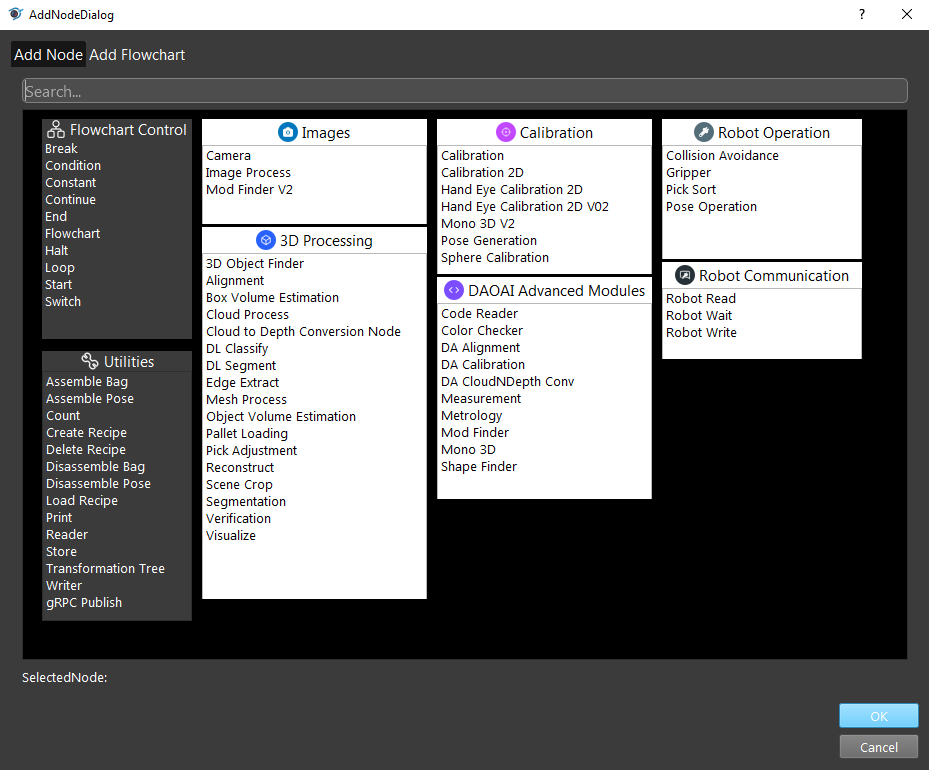 AddNodeDialog
?
Add Node Add Flowchart
Search...
Flowchart Control
Break
Condition
Constant
Continue
End
Flowchart
Halt
Loop
Start
Switch
Utilities
Assemble Bag
Assemble Pose
Count
Create Recipe
Delete Recipe
Disassemble Bag
Disassemble Pose
Load Recipe
Print
Reader
Store
Transformation Tree
Writer
gRPC Publish
Images
Camera
Image Process
Mod Finder V2
3D Processing
3D Object Finder
Alignment
Box Volume Estimation
Cloud Process
Cloud to Depth Conversion Node
DL Classify
DL Segment
Edge Extract
Mesh Process
Object Volume Estimation
Pallet Loading
Pick Adjustment
Reconstruct
Scene Crop
Segmentation
Verification
Visualize
Calibration
Calibration
Calibration 2D
Hand Eye Calibration 2D
Hand Eye Calibration 2D V02
Mono 3D V2
Pose Generation
Sphere Calibration
DAOAI Advanced Modules
Code Reader
Color Checker
DA Alignment
DA Calibration
DA CloudNDepth Conv
Measurement
Metrology
Mod Finder
Mono 3D
Shape Finder
Robot Operation
Collision Avoidance
Gripper
Pick Sort
Pose Operation
Robot Communication
Robot Read
Robot Wait
Robot Write
SelectedNode:
OK
Cancel